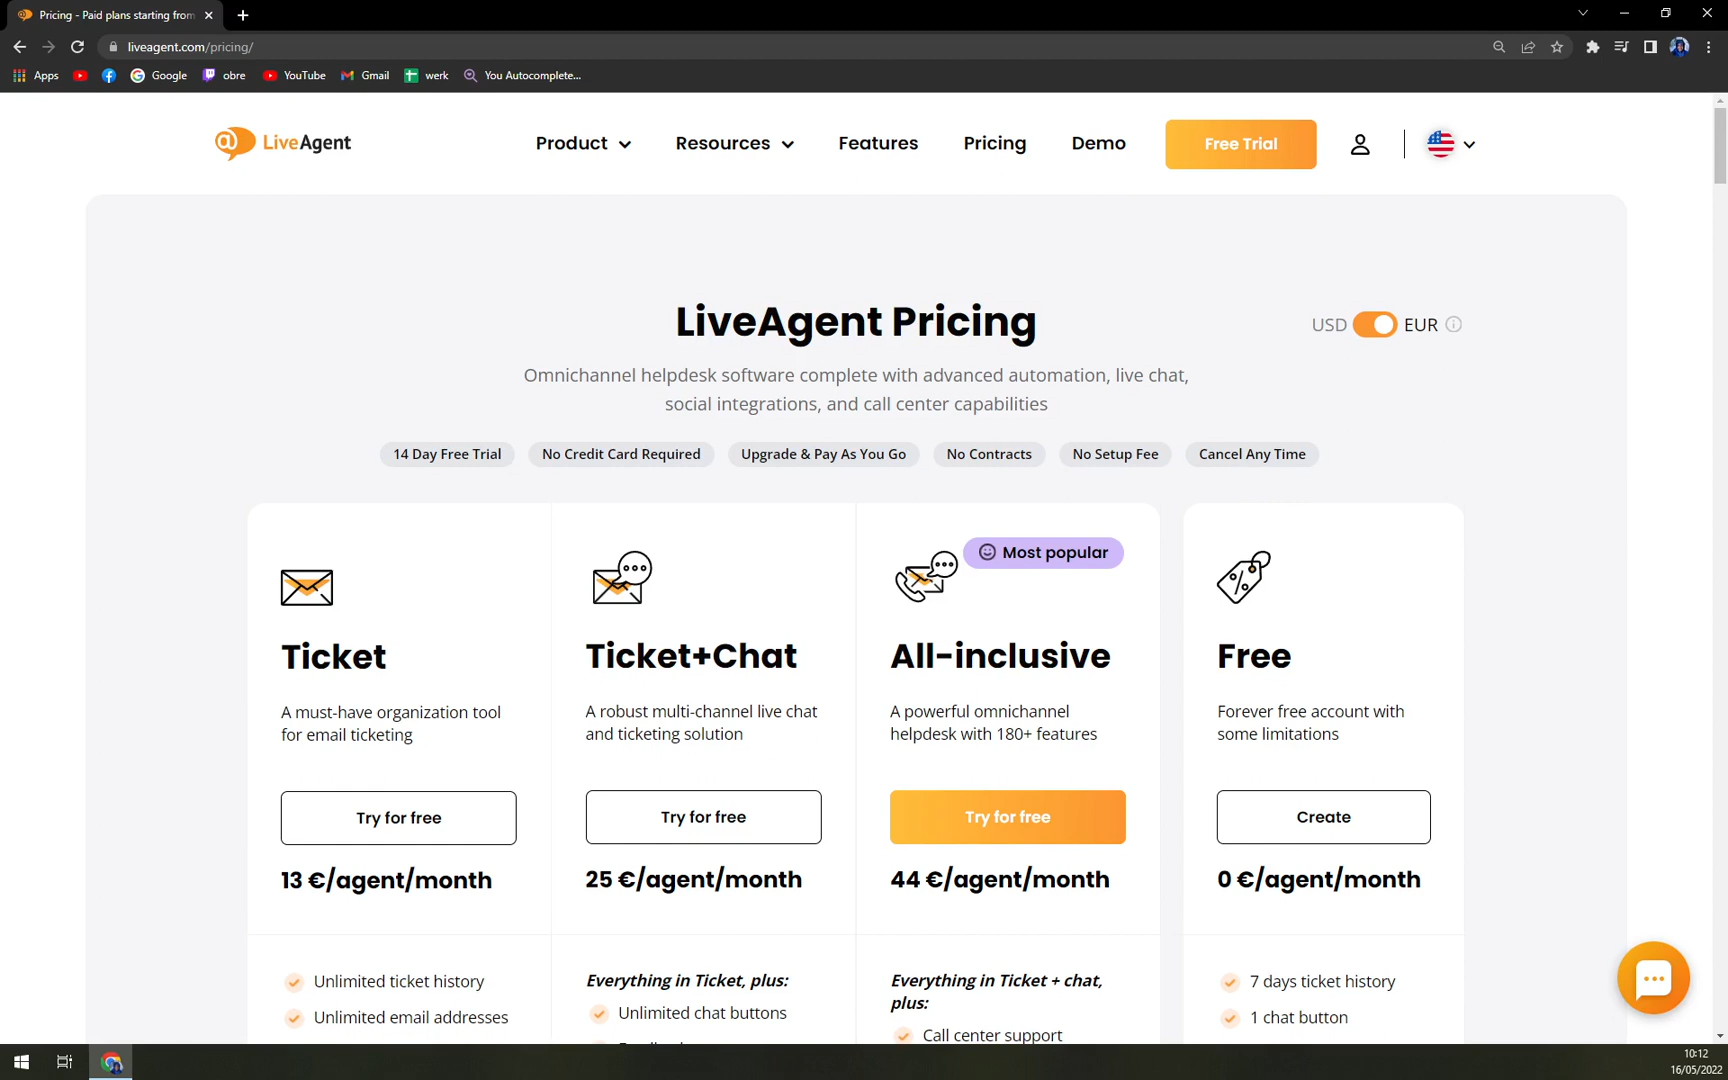 Pricing - Paid plans starting from
liveagent.com/pricing/
Apps
Google
obre
YouTube
Gmail
werk
You Autocomplete...
LiveAgent
Product
Resources
Features
Pricing
Demo
Free Trial
LiveAgent Pricing
USD
EUR
Omnichannel helpdesk software complete with advanced automation, live chat,
social integrations, and call center capabilities
14 Day Free Trial
No Credit Card Required
Upgrade & Pay As You Go
No Contracts
No Setup Fee
Cancel Any Time
Ticket
A must-have organization tool
for email ticketing
Try for free
13 €/agent/month
Unlimited ticket history
Unlimited email addresses
Ticket+Chat
A robust multi-channel live chat
and ticketing solution
Try for free
25 €/agent/month
Everything in Ticket, plus:
Unlimited chat buttons
Most popular
All-inclusive
A powerful omnichannel
helpdesk with 180+ features
Try for free
44 €/agent/month
Everything in Ticket + chat,
plus:
Call center support
Free
Forever free account with
some limitations
Create
0 €/agent/month
7 days ticket history
1 chat button
10:12
16/05/2022